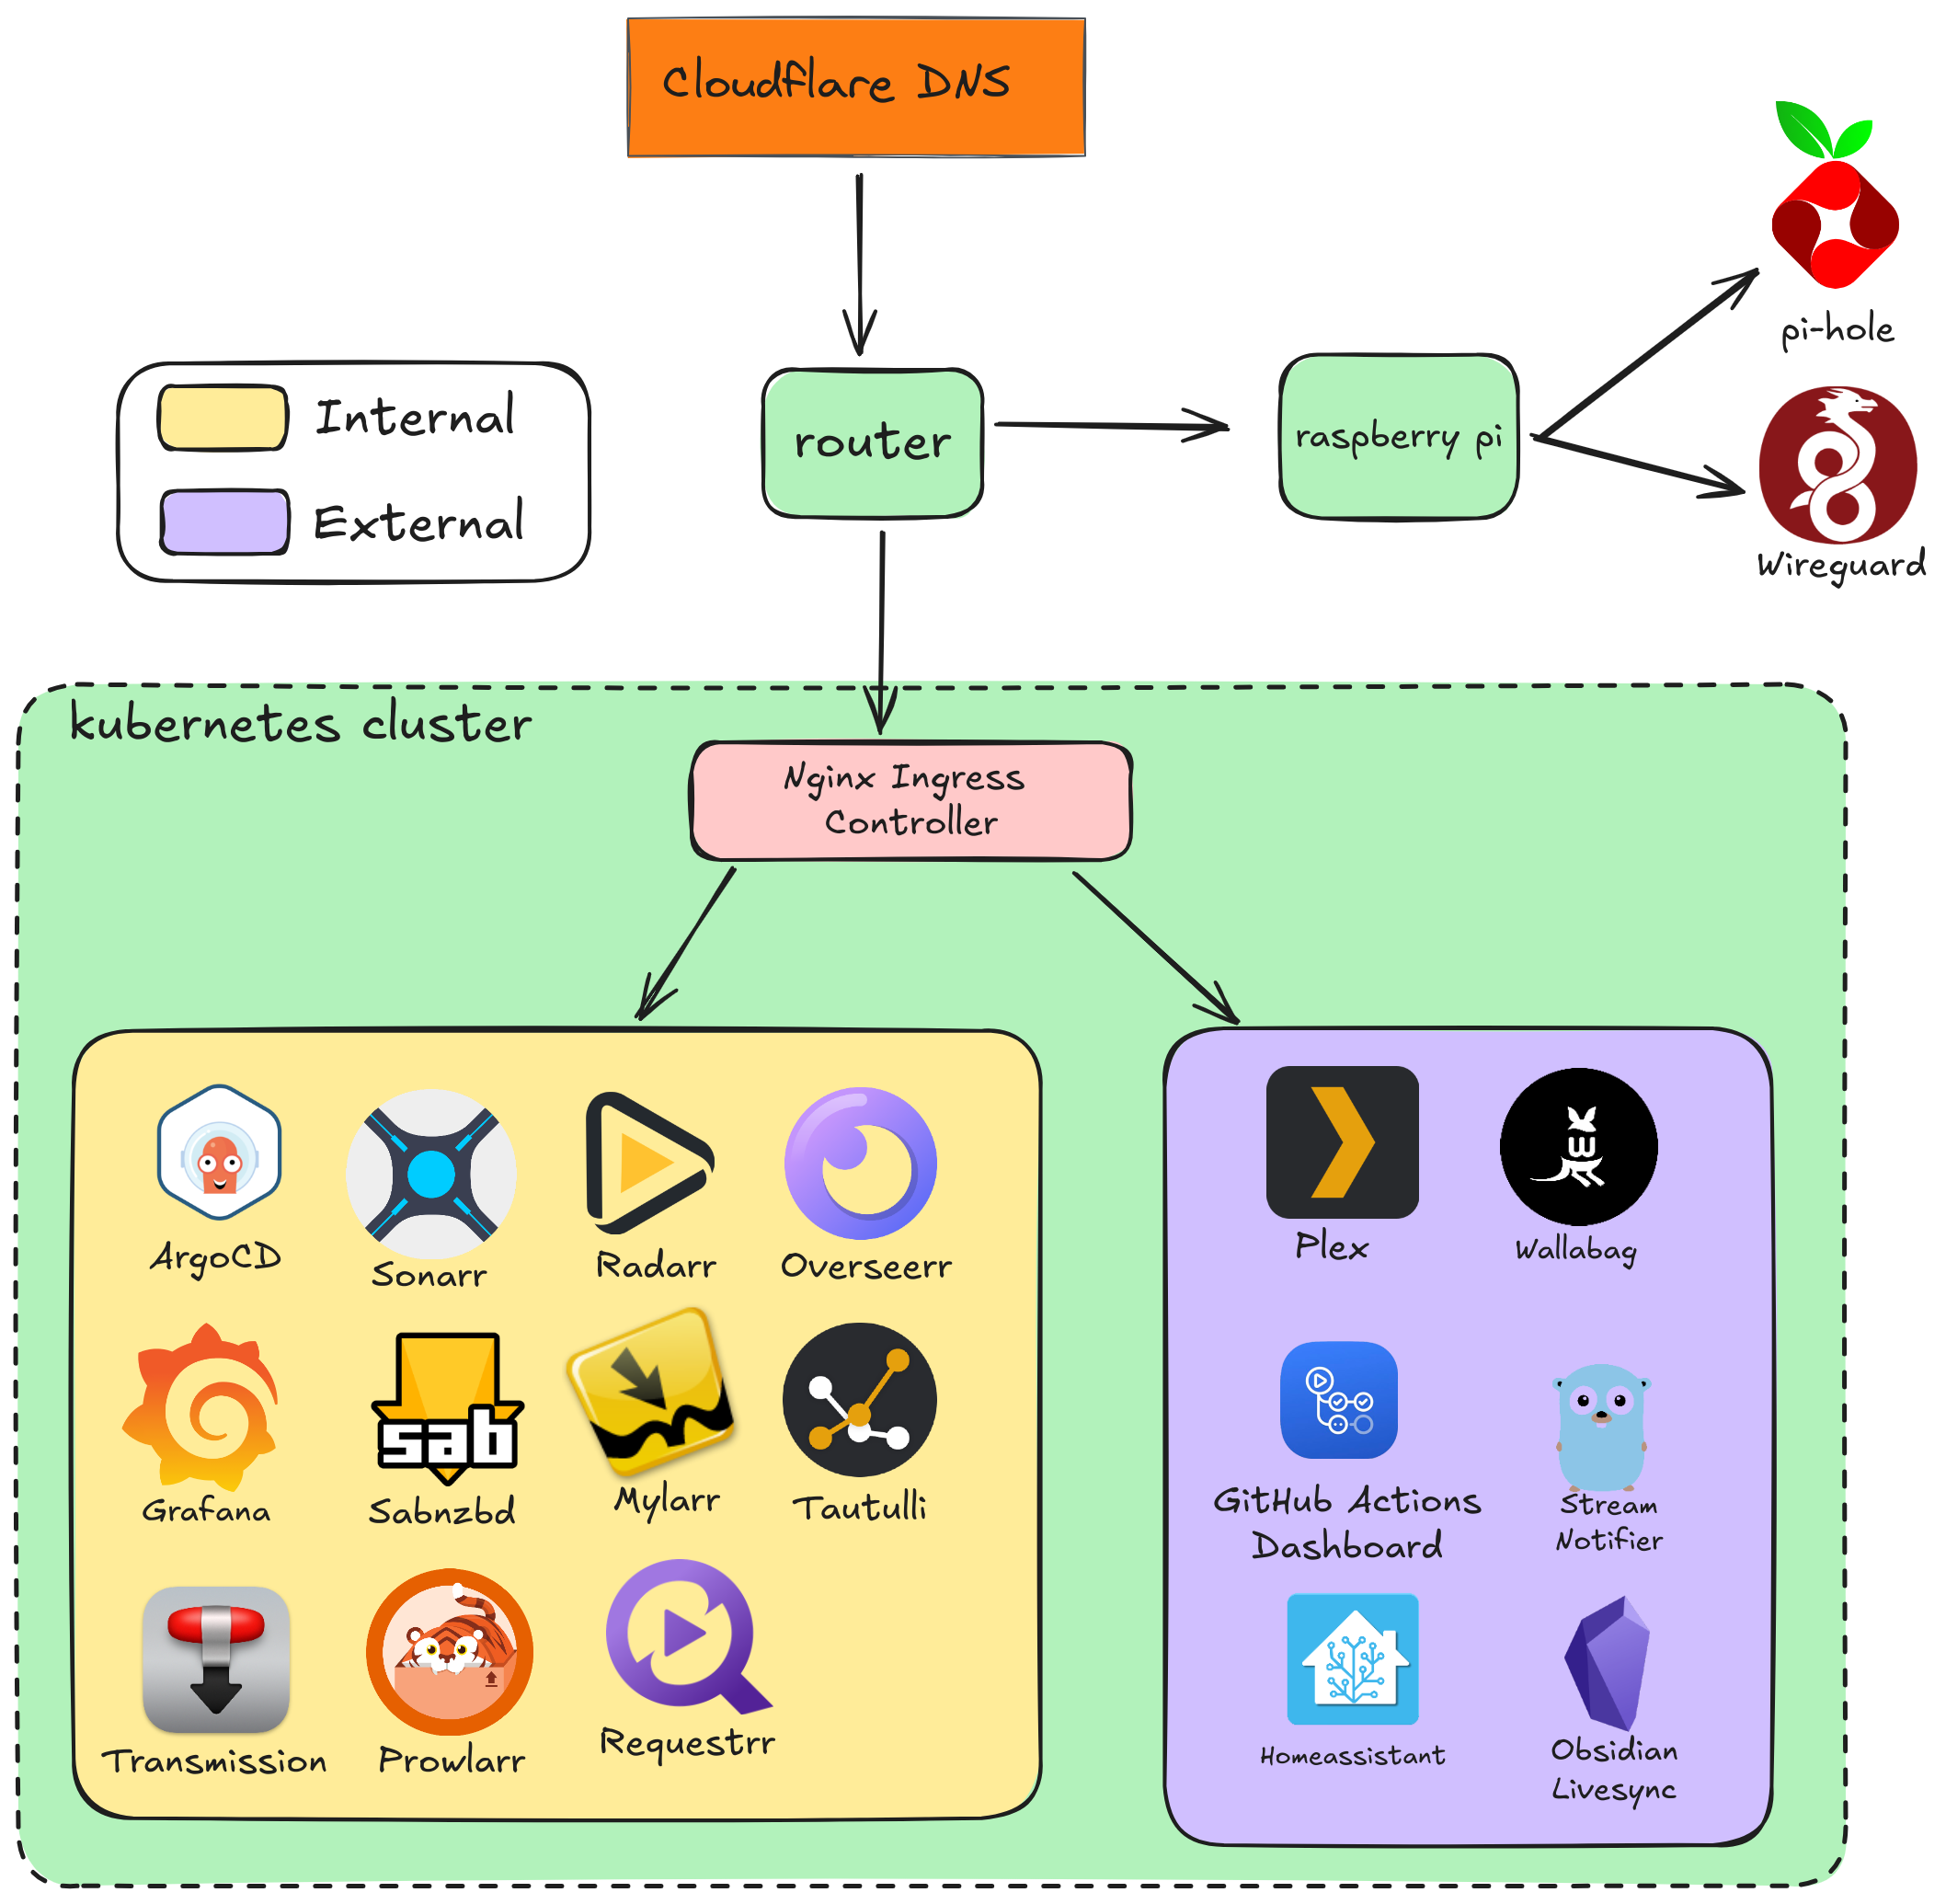 Cloudflare DNS
pi-hole
Internal
External
router
raspberry pi
Wireguard
kubernetes cluster
Nginx Ingress
Controller
ArgoCD
Sonarr
Radarr
Overseerr
Plex
W
Wallabag
Grafana
sab
Sabnzbd
Mylarr
Tautulli
GitHub Actions
Dashboard
Stream
Notifier
Transmission
Prowlarr
Requestrr
Homeassistant
Obsidian
Livesync